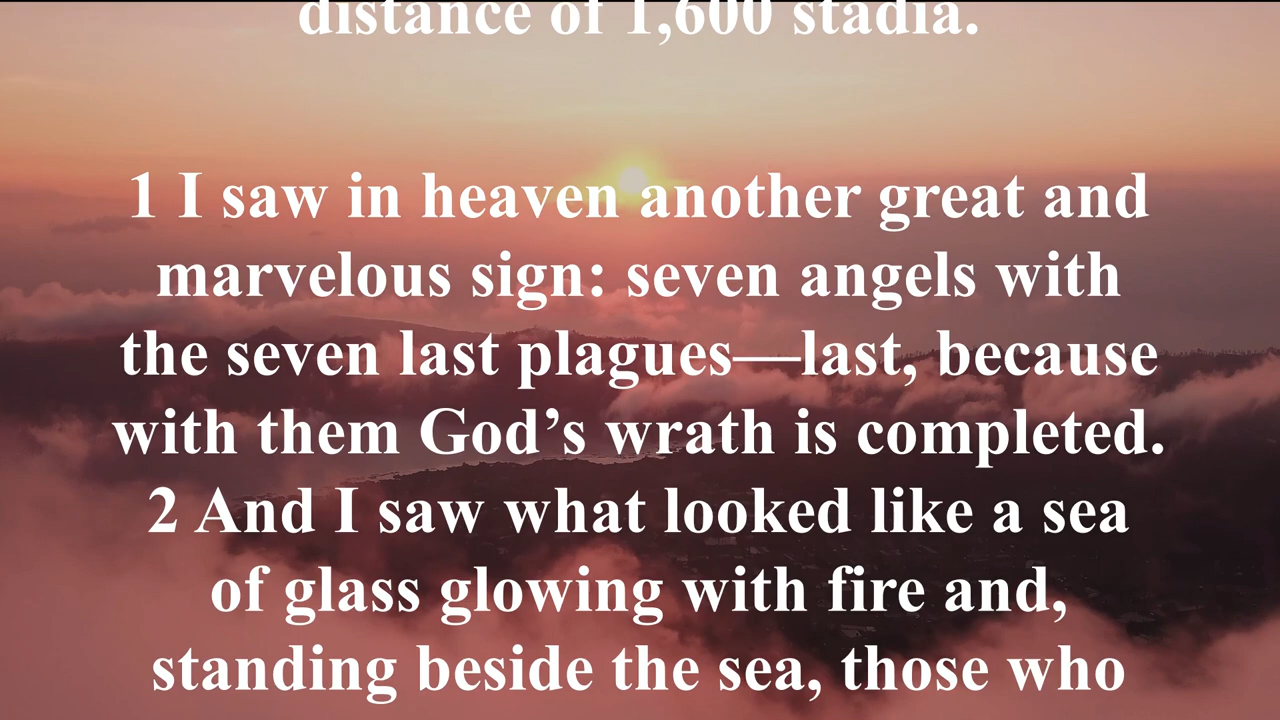 distance of 1,600 stadia.
1 I saw in heaven another great and
marvelous sign: seven angels with
the seven last plagues—last, because
with them God’s wrath is completed.
2 And I saw what looked like a sea
of glass glowing with fire and,
standing beside the sea, those who